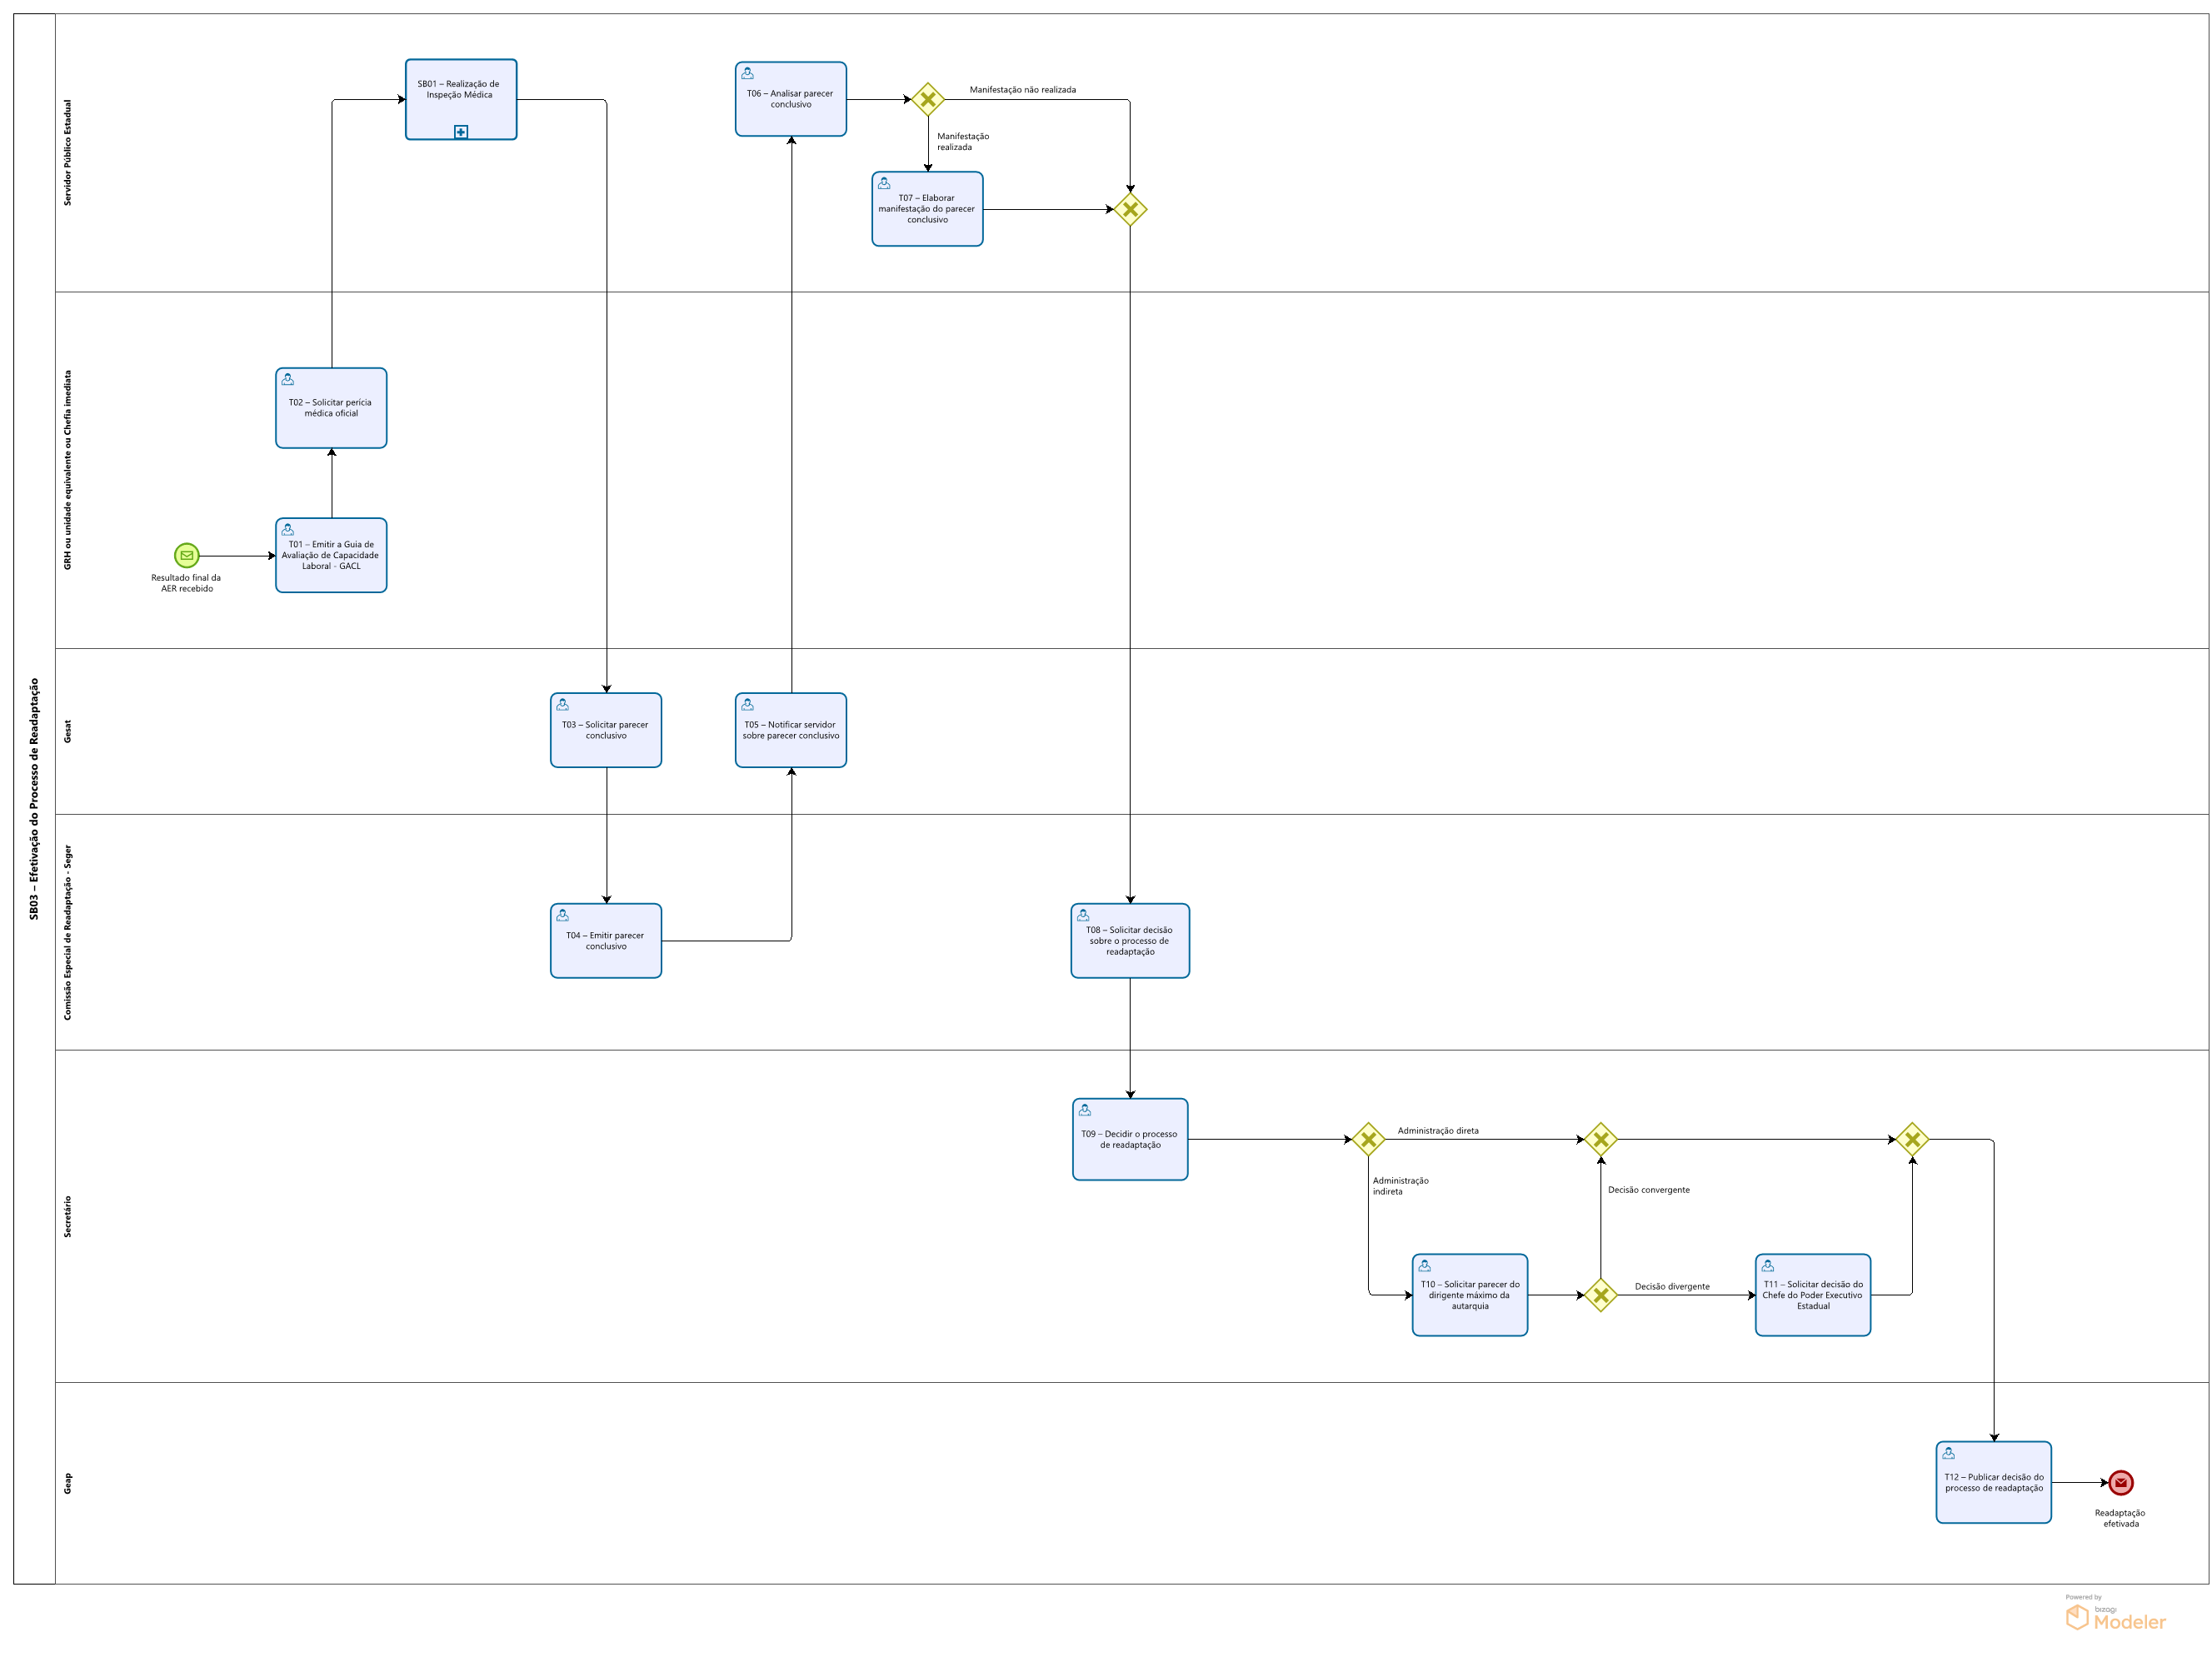 SB03 – Efetivação do Processo de Readaptação
Servidor Público Estadual
SB01 – Realização de
Inspeção Médica
T06 – Analisar parecer
conclusivo
Manifestação não realizada
Manifestação
realizada
T07 – Elaborar
manifestação do parecer
conclusivo
GRH ou unidade equivalente ou Chefia imediata
T02 – Solicitar perícia
médica oficial
Resultado final da
AER recebido
T01 – Emitir a Guia de
Avaliação de Capacidade
Laboral - GACL
Gesat
T03 – Solicitar parecer
conclusivo
T05 – Notificar servidor
sobre parecer conclusivo
Comissão Especial de Readaptação - Seger
T04 – Emitir parecer
conclusivo
T08 – Solicitar decisão
sobre o processo de
readaptação
Secretário
T09 – Decidir o processo
de readaptação
Administração direta
Administração
indireta
Decisão convergente
T10 – Solicitar parecer do
dirigente máximo da
autarquia
Decisão divergente
T11 – Solicitar decisão do
Chefe do Poder Executivo
Estadual
Geap
T12 – Publicar decisão do
processo de readaptação
Readaptação
efetivada
Powered by
bizagi
Modeler